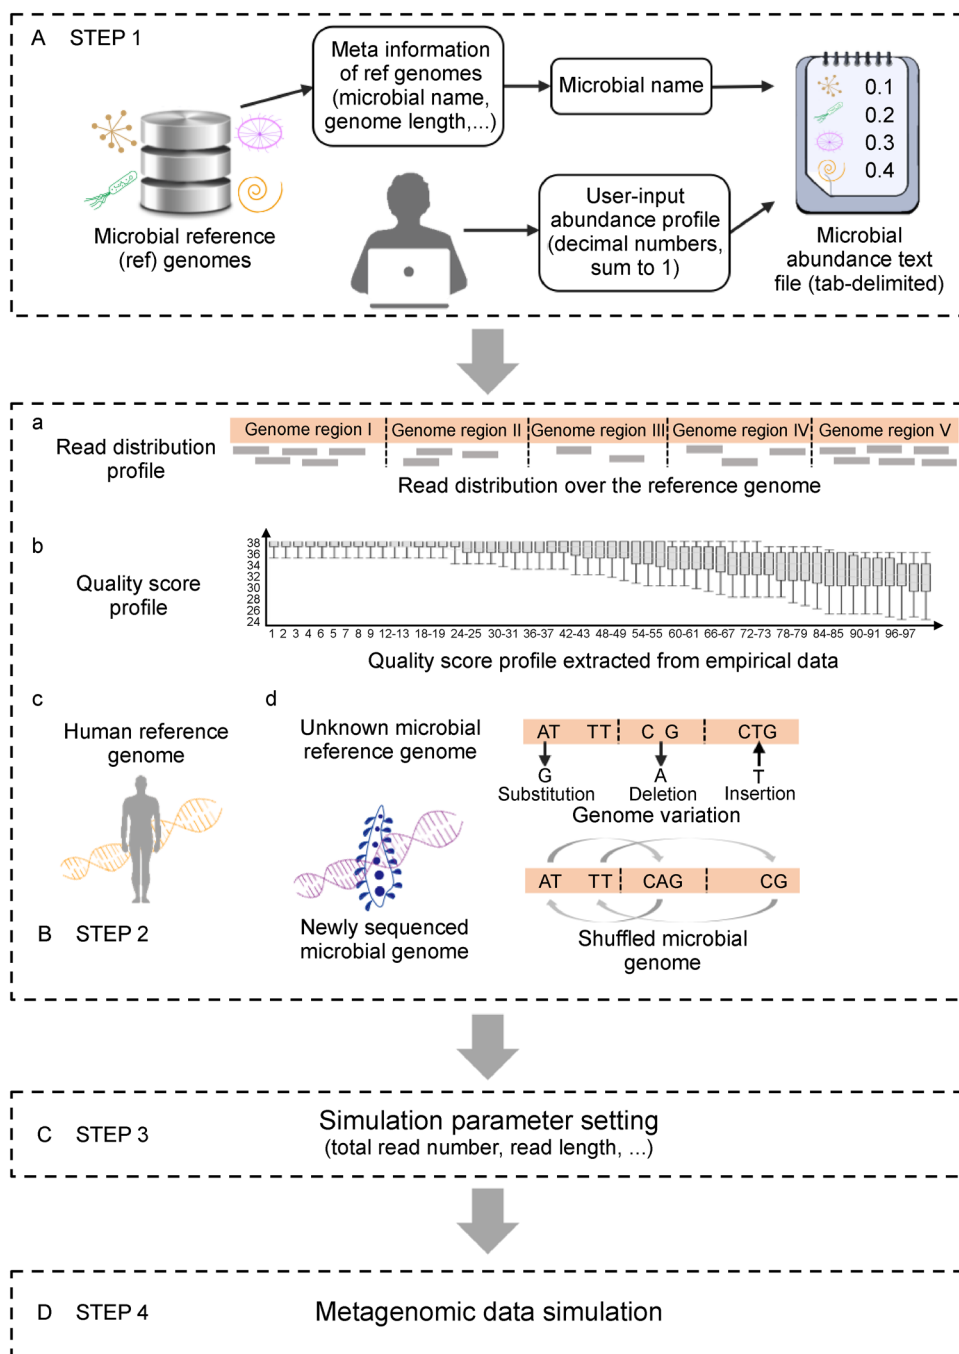 A STEP 1
Meta information
of ref genomes
(microbial name,
genome length,...)
Microbial name
0.1
0.2
0.3
0.4
Microbial reference
(ref) genomes
User-input
abundance profile
(decimal numbers,
sum to 1)
Microbial
abundance text
file (tab-delimited)
a
Read distribution
profile
Genome region I Genome region II Genome region III Genome region IV Genome region V
Read distribution over the reference genome
b
Quality score
profile
38
36
34
32
30
28
26
24
1 2 3 4 6 5 7 8 9 12-13 18-19 24-25 30-31 36-37 42-43 48-49 54-55 60-61 66-67 72-73 78-79 84-85 90-91 96-97
Quality score profile extracted from empirical data
c
Human reference
genome
d
Unknown microbial
reference genome
AT TT C G CTG
G A T
Substitution Deletion Insertion
Genome variation
AT TT CAG CG
Newly sequenced
microbial genome
Shuffled microbial
genome
B STEP 2
C STEP 3
Simulation parameter setting
(total read number, read length, ...)
D STEP 4
Metagenomic data simulation